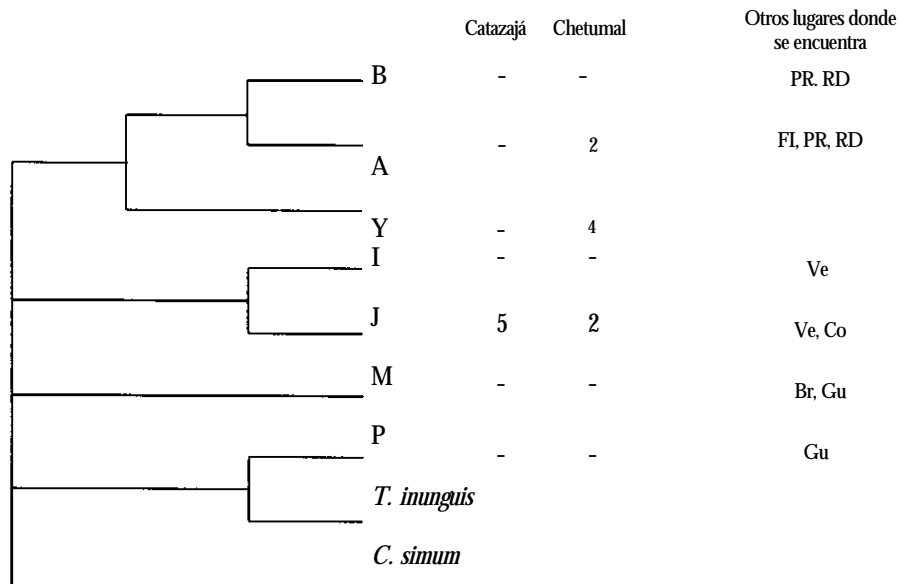 Catazajá Chetumal Otros lugares donde
se encuentra
B - - PR. RD
A - 2 FI, PR, RD
Y - 4
I - - Ve
J 5 2 Ve, Co
M - - Br, Gu
P - - Gu
T. inunguis
C. simum